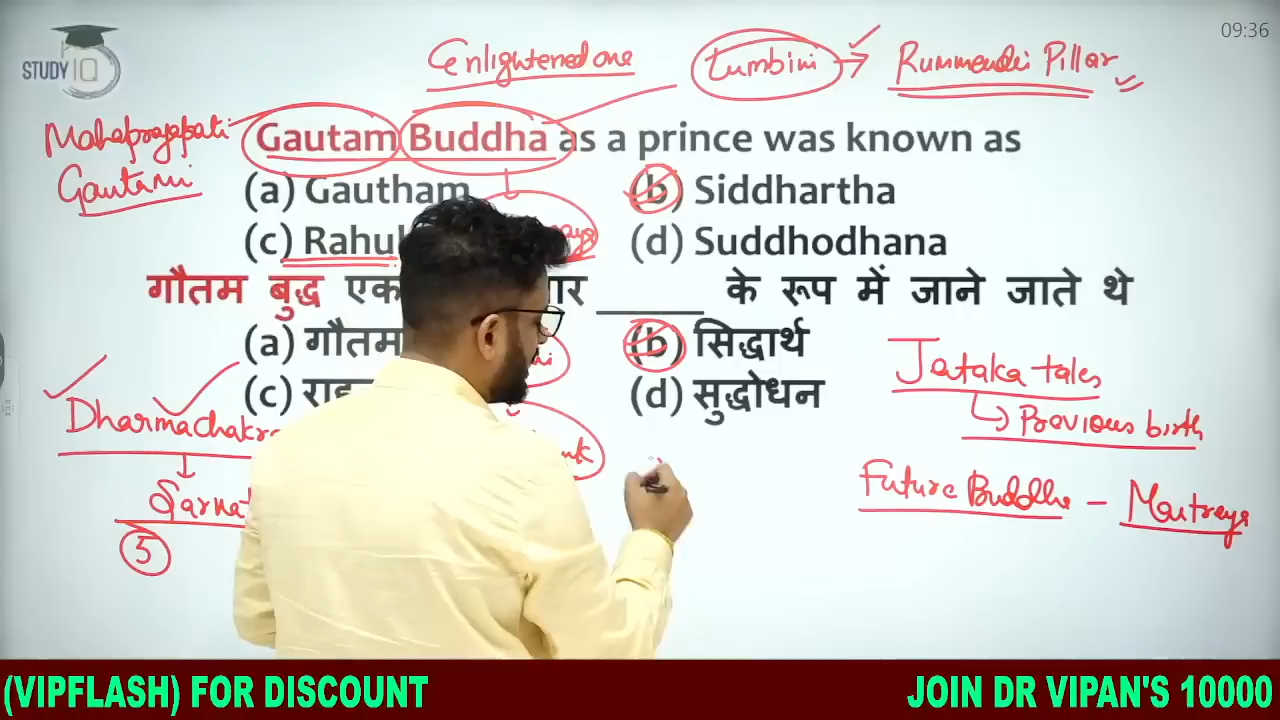 09:36
STUDY IQ
Enlightened one
Lumbini → Rummendei Pillar
Mahaprajapati
Gautami
Gautam Buddha as a prince was known as
(a) Gautham (b) Siddhartha
(c) Rahul (d) Suddhodhana
गौतम बुद्ध एक ______ के रूप में जाने जाते थे
(a) गौतम (b) सिद्धार्थ
(c) (d) सुद्धोधन
Jataka tales
↳ Previous birth
Dharmachakra
Sarnat
5
Future Buddha - Maitreya
(VIPFLASH) FOR DISCOUNT JOIN DR VIPAN'S 10000